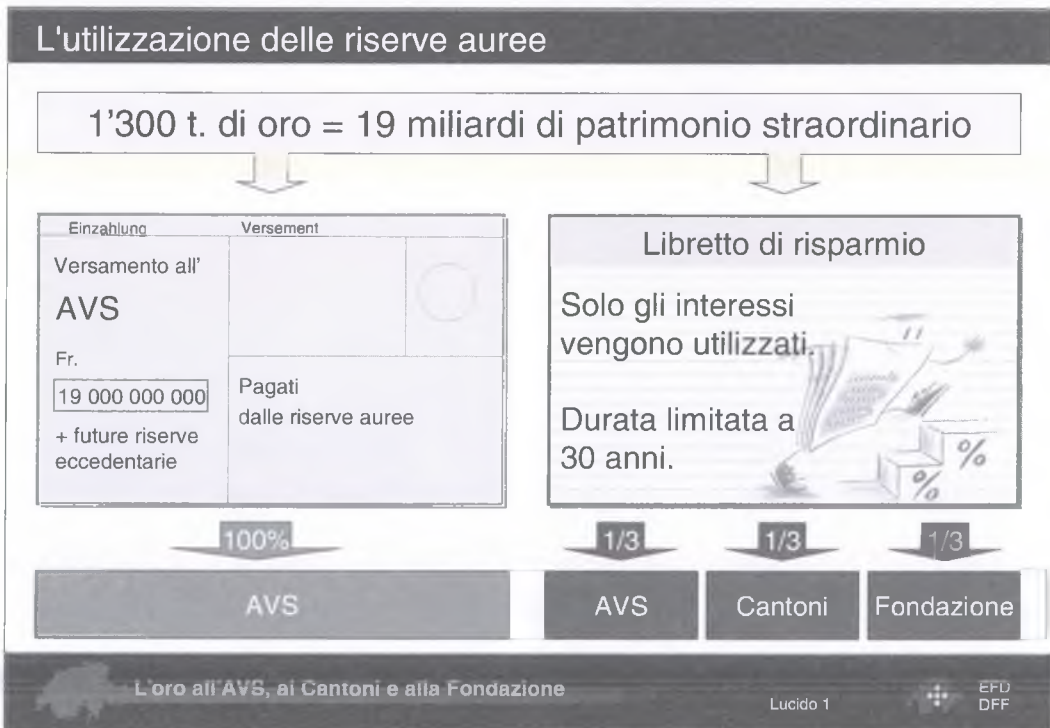 L'utilizzazione delle riserve auree
1'300 t. di oro = 19 miliardi di patrimonio straordinario
Einzahlung
Versement
Versamento all'
AVS
Fr.
19 000 000 000
+ future riserve
eccedentarie
Pagati
dalle riserve auree
Libretto di risparmio
Solo gli interessi
vengono utilizzati.
Durata limitata a
30 anni.
%
%
100%
AVS
1/3
1/3
1/3
AVS
Cantoni
Fondazione
L'oro all'AVS, ai Cantoni e alla Fondazione
Lucido 1
EFD
DFF